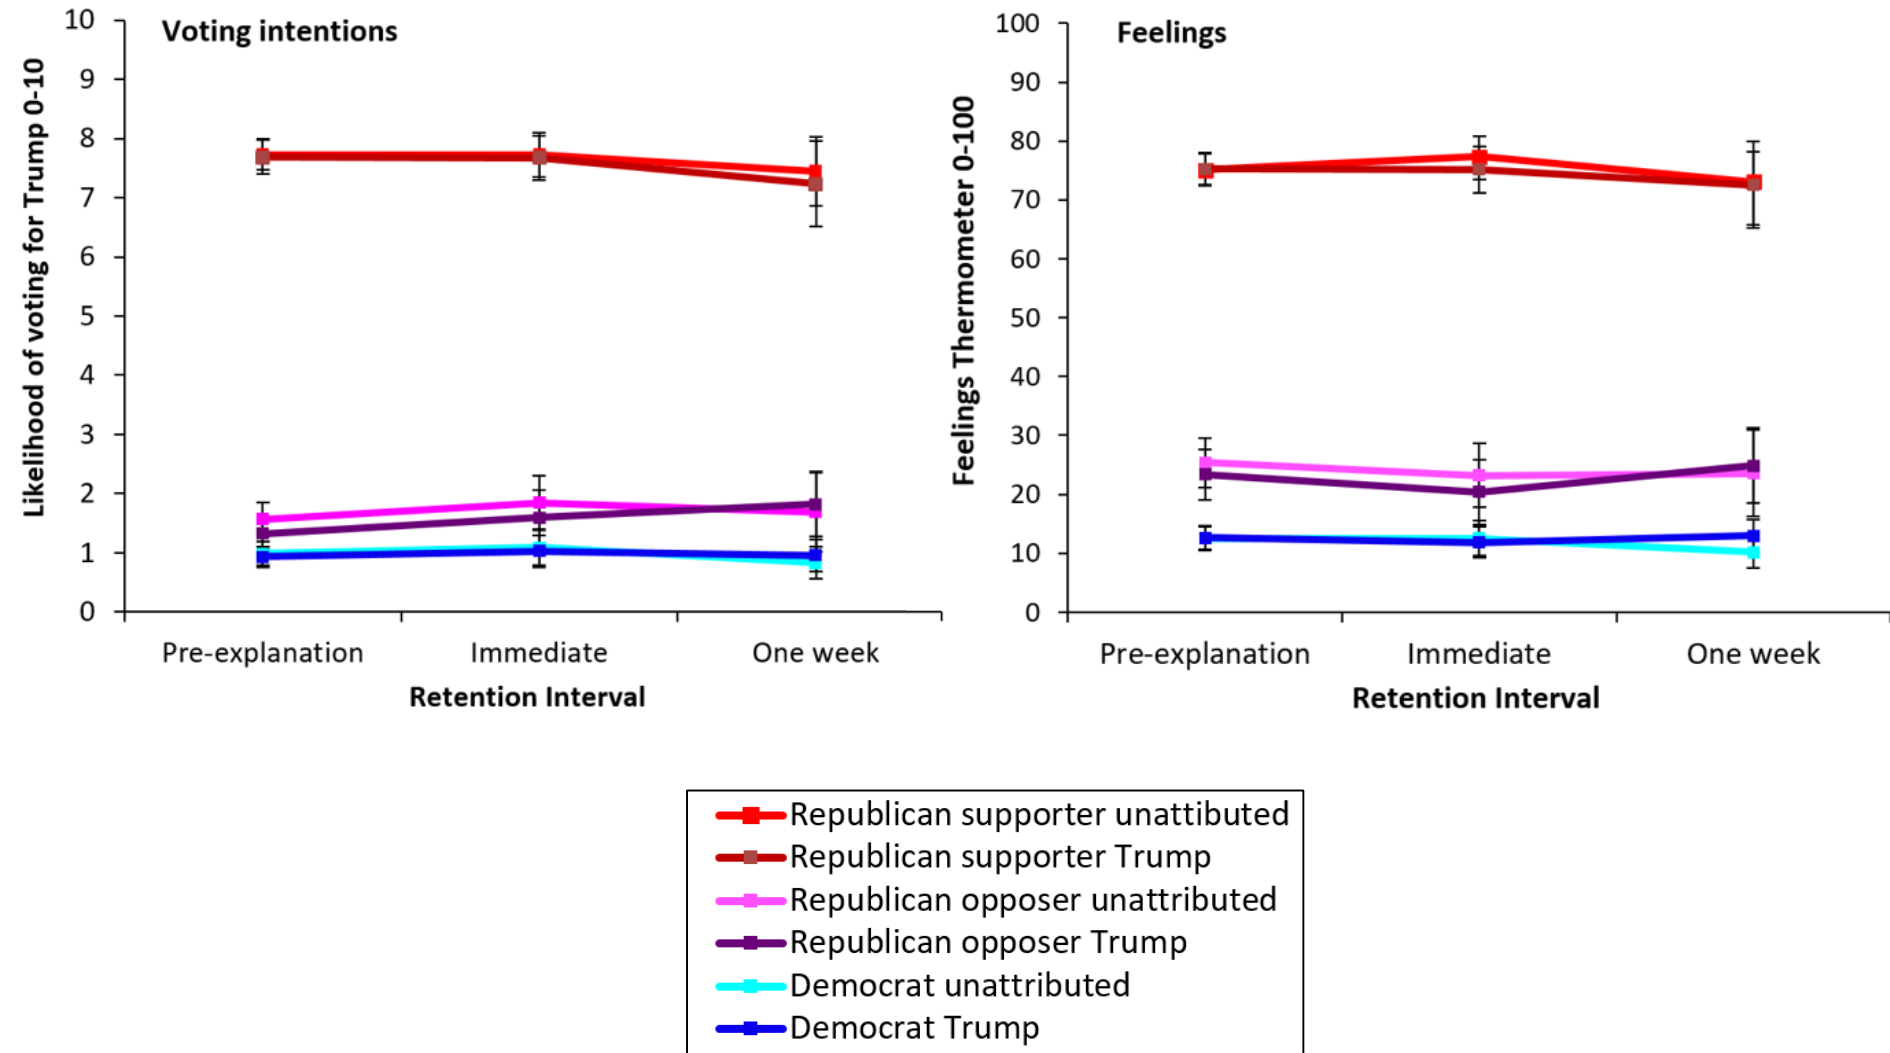 Voting intentions
Likelihood of voting for Trump 0-10
10
9
8
7
6
5
4
3
2
1
0
Pre-explanation
Immediate
One week
Retention Interval
Feelings
Feelings Thermometer 0-100
100
90
80
70
60
50
40
30
20
10
0
Pre-explanation
Immediate
One week
Retention Interval
Republican supporter unattibuted
Republican supporter Trump
Republican opposer unattributed
Republican opposer Trump
Democrat unattributed
Democrat Trump